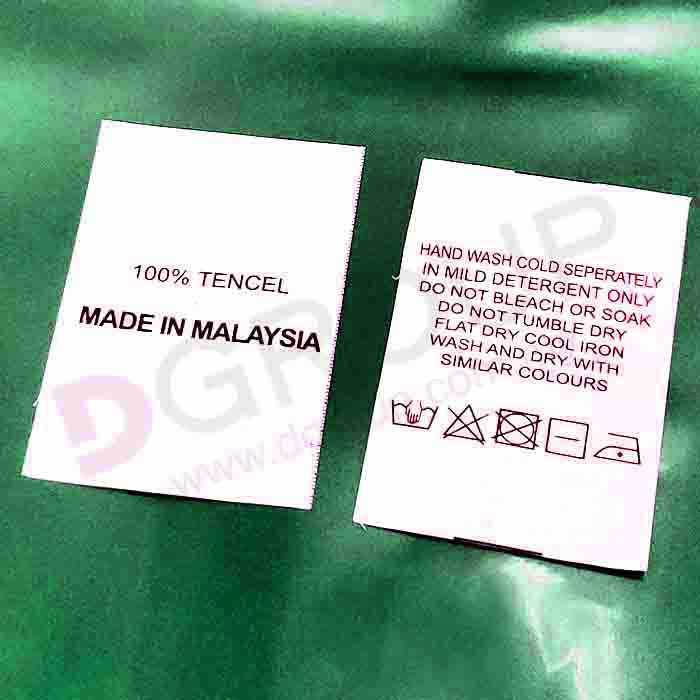 100% TENCEL
MADE IN MALAYSIA
HAND WASH COLD SEPERATELY
IN MILD DETERGENT ONLY
DO NOT BLEACH OR SOAK
DO NOT TUMBLE DRY
FLAT DRY COOL IRON
WASH AND DRY WITH
SIMILAR COLOURS
DGROUP